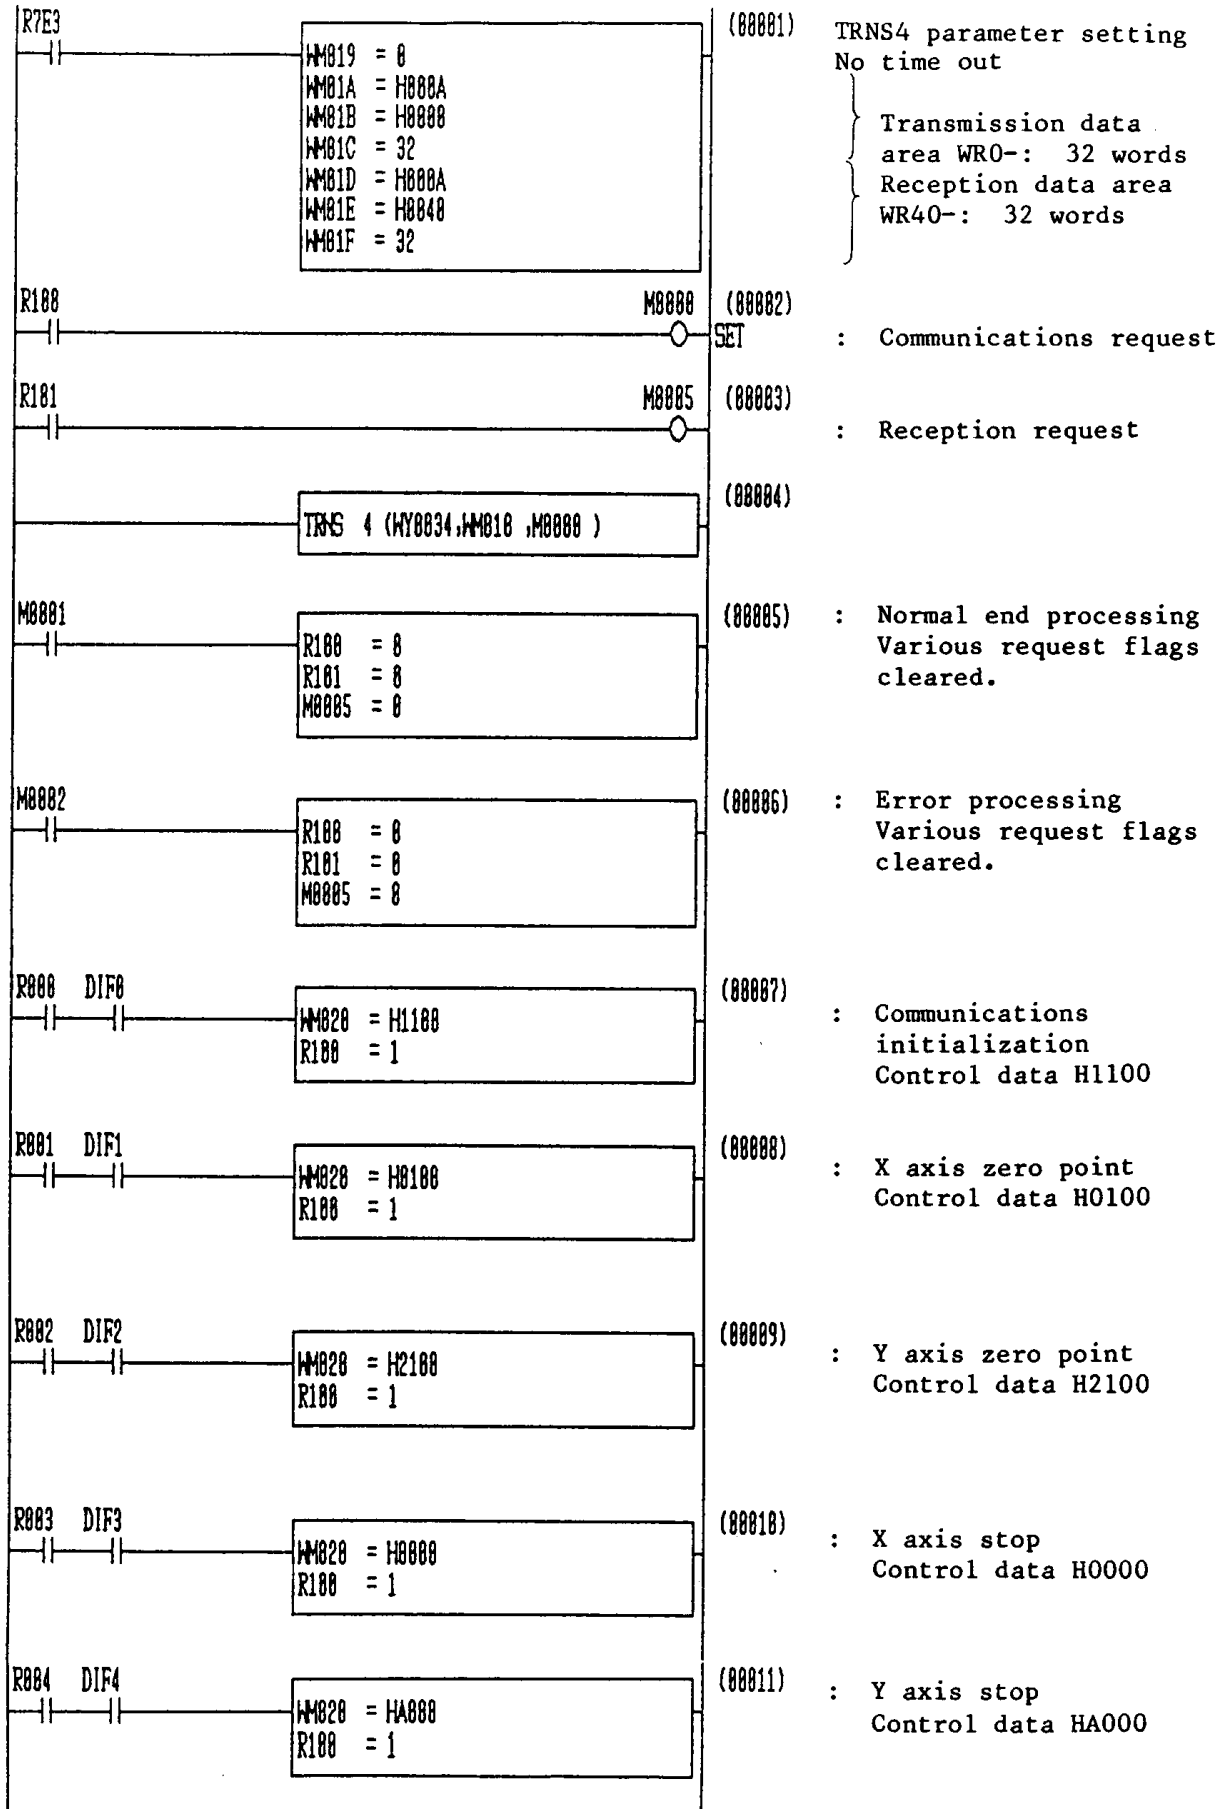 R7E3
(00001)
TRNS4 parameter setting
No time out
WM019 = 0
WM01A = H000A
WM01B = H0000
WM01C = 32
WM01D = H000A
WM01E = H0040
WM01F = 32
Transmission data
area WR0-: 32 words
Reception data area
WR40-: 32 words
R100
M0000
(00002)
SET
: Communications request
R101
M0005
(00003)
: Reception request
(00004)
TRNS 4 (WY0034,WM010 ,M0000 )
M0001
(00005)
R100 = 0
R101 = 0
M0005 = 0
: Normal end processing
Various request flags
cleared.
M0002
(00006)
R100 = 0
R101 = 0
M0005 = 0
: Error processing
Various request flags
cleared.
R000 DIF0
(00007)
WM020 = H1100
R100 = 1
: Communications
initialization
Control data H1100
R001 DIF1
(00008)
WM020 = H0100
R100 = 1
: X axis zero point
Control data H0100
R002 DIF2
(00009)
WM020 = H2100
R100 = 1
: Y axis zero point
Control data H2100
R003 DIF3
(00010)
WM020 = H0000
R100 = 1
: X axis stop
Control data H0000
R004 DIF4
(00011)
WM020 = HA000
R100 = 1
: Y axis stop
Control data HA000